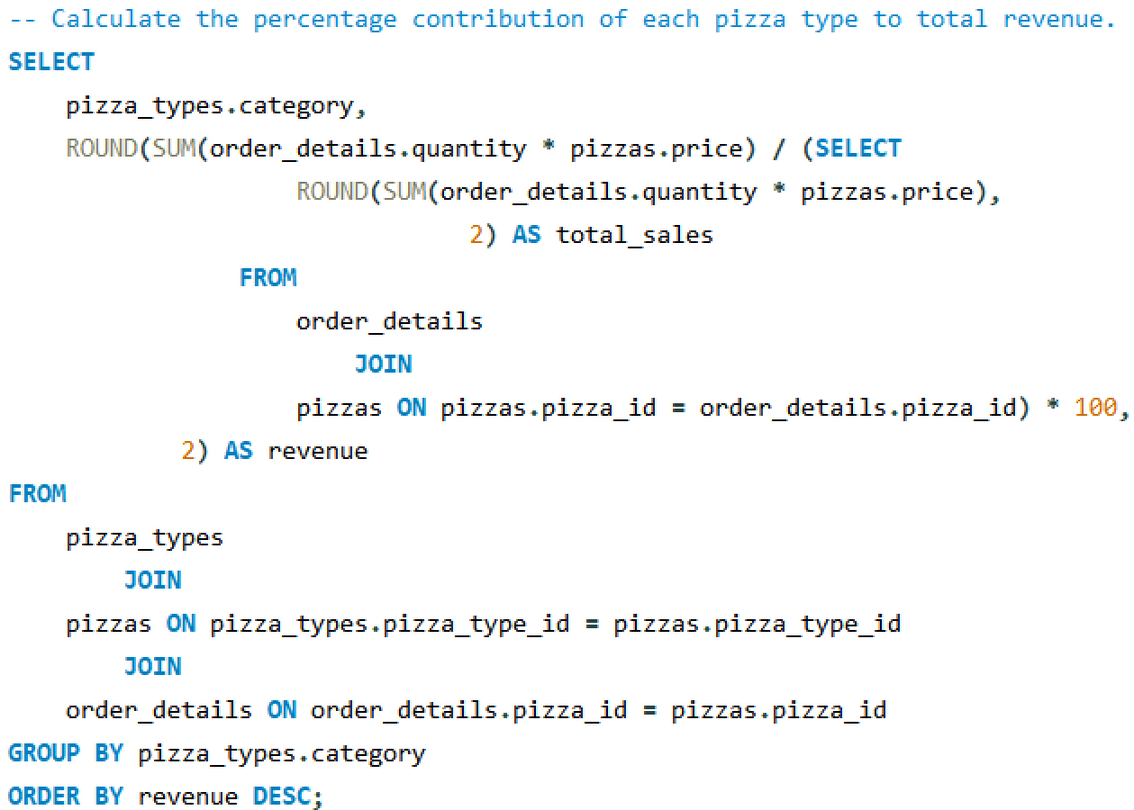 -- Calculate the percentage contribution of each pizza type to total revenue.
SELECT
    pizza_types.category,
    ROUND(SUM(order_details.quantity * pizzas.price) / (SELECT
                    ROUND(SUM(order_details.quantity * pizzas.price),
                                2) AS total_sales
                FROM
                    order_details
                        JOIN
                    pizzas ON pizzas.pizza_id = order_details.pizza_id) * 100,
            2) AS revenue
FROM
    pizza_types
        JOIN
    pizzas ON pizza_types.pizza_type_id = pizzas.pizza_type_id
        JOIN
    order_details ON order_details.pizza_id = pizzas.pizza_id
GROUP BY pizza_types.category
ORDER BY revenue DESC;